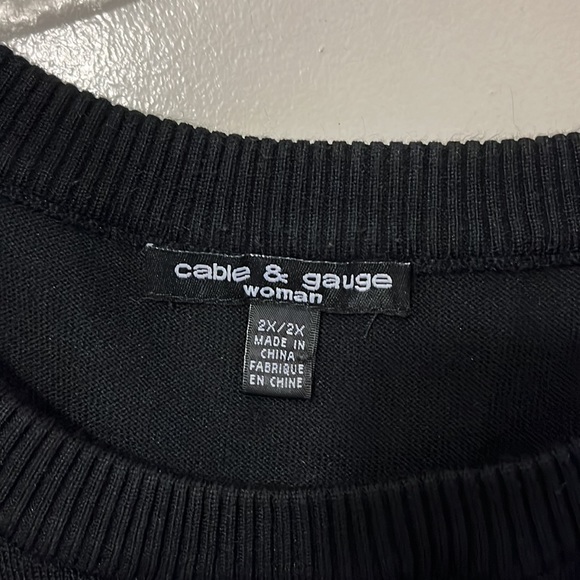 cable & gauge
woman
2X/2X
MADE IN
CHINA
FABRIQUE
EN CHINE